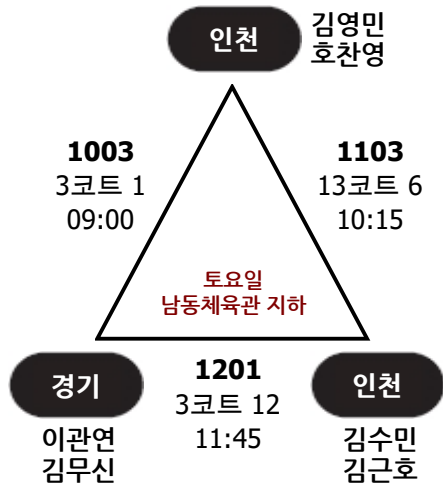 인천
김영민
호찬영
1003
3코트 1
09:00
1103
13코트 6
10:15
토요일
남동체육관 지하
경기
이관연
김무신
1201
3코트 12
11:45
인천
김수민
김근호